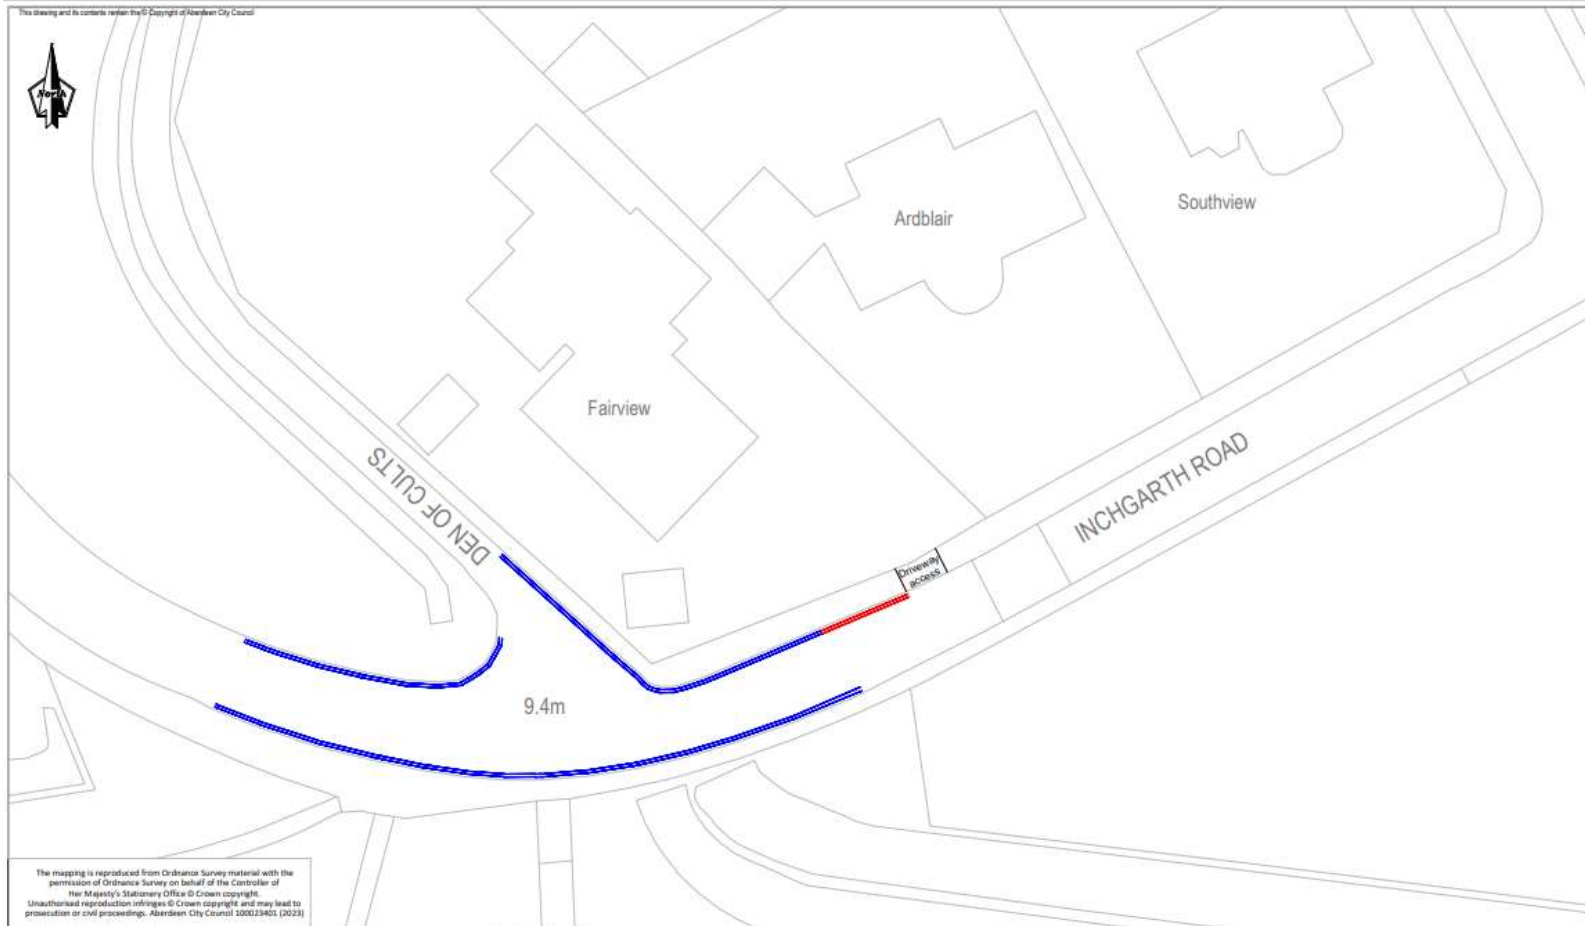 This drawing and its contents remain the © Copyright of Aberdeen City Council
North
Southview
Ardblair
Fairview
DEN OF CULTS
INCHGARTH ROAD
Driveway
access
9.4m
The mapping is reproduced from Ordnance Survey material with the
permission of Ordnance Survey on behalf of the Controller of
Her Majesty's Stationery Office © Crown copyright.
Unauthorised reproduction infringes © Crown copyright and may lead to
prosecution or civil proceedings. Aberdeen City Council 100023401 (2023)